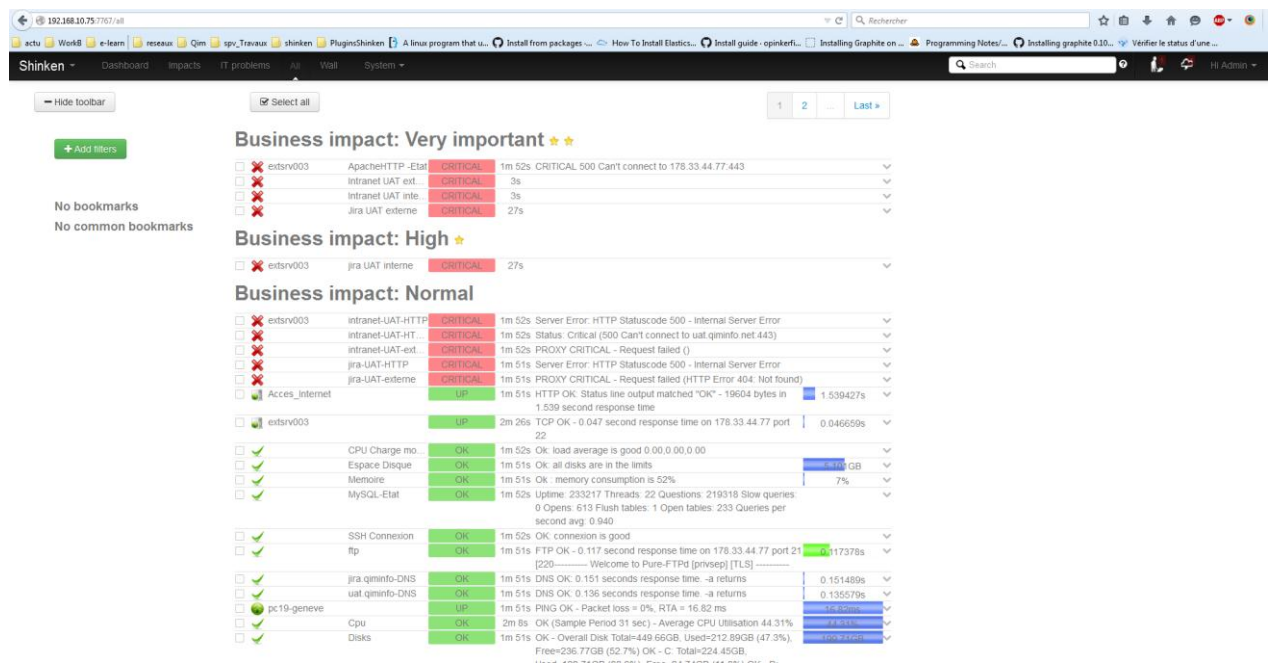 192.168.10.75:7767/all
Rechercher
actu WorkB e-learn reseaux Qim spv_Travaux shinken PluginsShinken A linux program that u... Install from packages -... How To Install Elastics... Install guide · opinkerfi... Installing Graphite on ... Programming Notes/... Installing graphite 0.10... Vérifier le status d'une ...
Shinken Dashboard Impacts IT problems All Wall System Search Hi Admin
Hide toolbar Select all 1 2 ... Last »
Add filters
No bookmarks
No common bookmarks
Business impact: Very important
extsrv003 ApacheHTTP -Etat CRITICAL 1m 52s CRITICAL 500 Can't connect to 178.33.44.77:443
Intranet UAT ext... CRITICAL 3s
Intranet UAT inte... CRITICAL 3s
Jira UAT externe CRITICAL 27s
Business impact: High
extsrv003 jira UAT interne CRITICAL 27s
Business impact: Normal
extsrv003 intranet-UAT-HTTP CRITICAL 1m 52s Server Error: HTTP Statuscode 500 - Internal Server Error
intranet-UAT-HT... CRITICAL 1m 52s Status: Critical (500 Can't connect to uat.qiminfo.net:443)
intranet-UAT-ext... CRITICAL 1m 52s PROXY CRITICAL - Request failed ()
jira-UAT-HTTP CRITICAL 1m 51s Server Error: HTTP Statuscode 500 - Internal Server Error
jira-UAT-externe CRITICAL 1m 51s PROXY CRITICAL - Request failed (HTTP Error 404: Not found)
Acces_Internet UP 1m 51s HTTP OK: Status line output matched "OK" - 19604 bytes in 1.539427s
1.539 second response time
extsrv003 UP 2m 26s TCP OK - 0.047 second response time on 178.33.44.77 port 0.046659s
22
CPU Charge mo... OK 1m 52s Ok: load average is good 0.00,0.00,0.00
Espace Disque OK 1m 51s Ok: all disks are in the limits
Memoire OK 1m 51s Ok : memory consumption is 52% 7%
MySQL-Etat OK 1m 52s Uptime: 233217 Threads: 22 Questions: 219318 Slow queries:
0 Opens: 613 Flush tables: 1 Open tables: 233 Queries per
second avg: 0.940
SSH Connexion OK 1m 52s OK: connexion is good
ftp OK 1m 51s FTP OK - 0.117 second response time on 178.33.44.77 port 21 0.117378s
[220---------- Welcome to Pure-FTPd [privsep] [TLS] ----------
jira.qiminfo-DNS OK 1m 51s DNS OK: 0.151 seconds response time. -a returns 0.151489s
uat.qiminfo-DNS OK 1m 51s DNS OK: 0.136 seconds response time. -a returns 0.135579s
pc19-geneve UP 1m 51s PING OK - Packet loss = 0%, RTA = 16.82 ms 16.82ms
Cpu OK 2m 8s OK (Sample Period 31 sec) - Average CPU Utilisation 44.31% 44.31%
Disks OK 1m 51s OK - Overall Disk Total=449.66GB, Used=212.89GB (47.3%),
Free=236.77GB (52.7%) OK - C: Total=224.45GB,